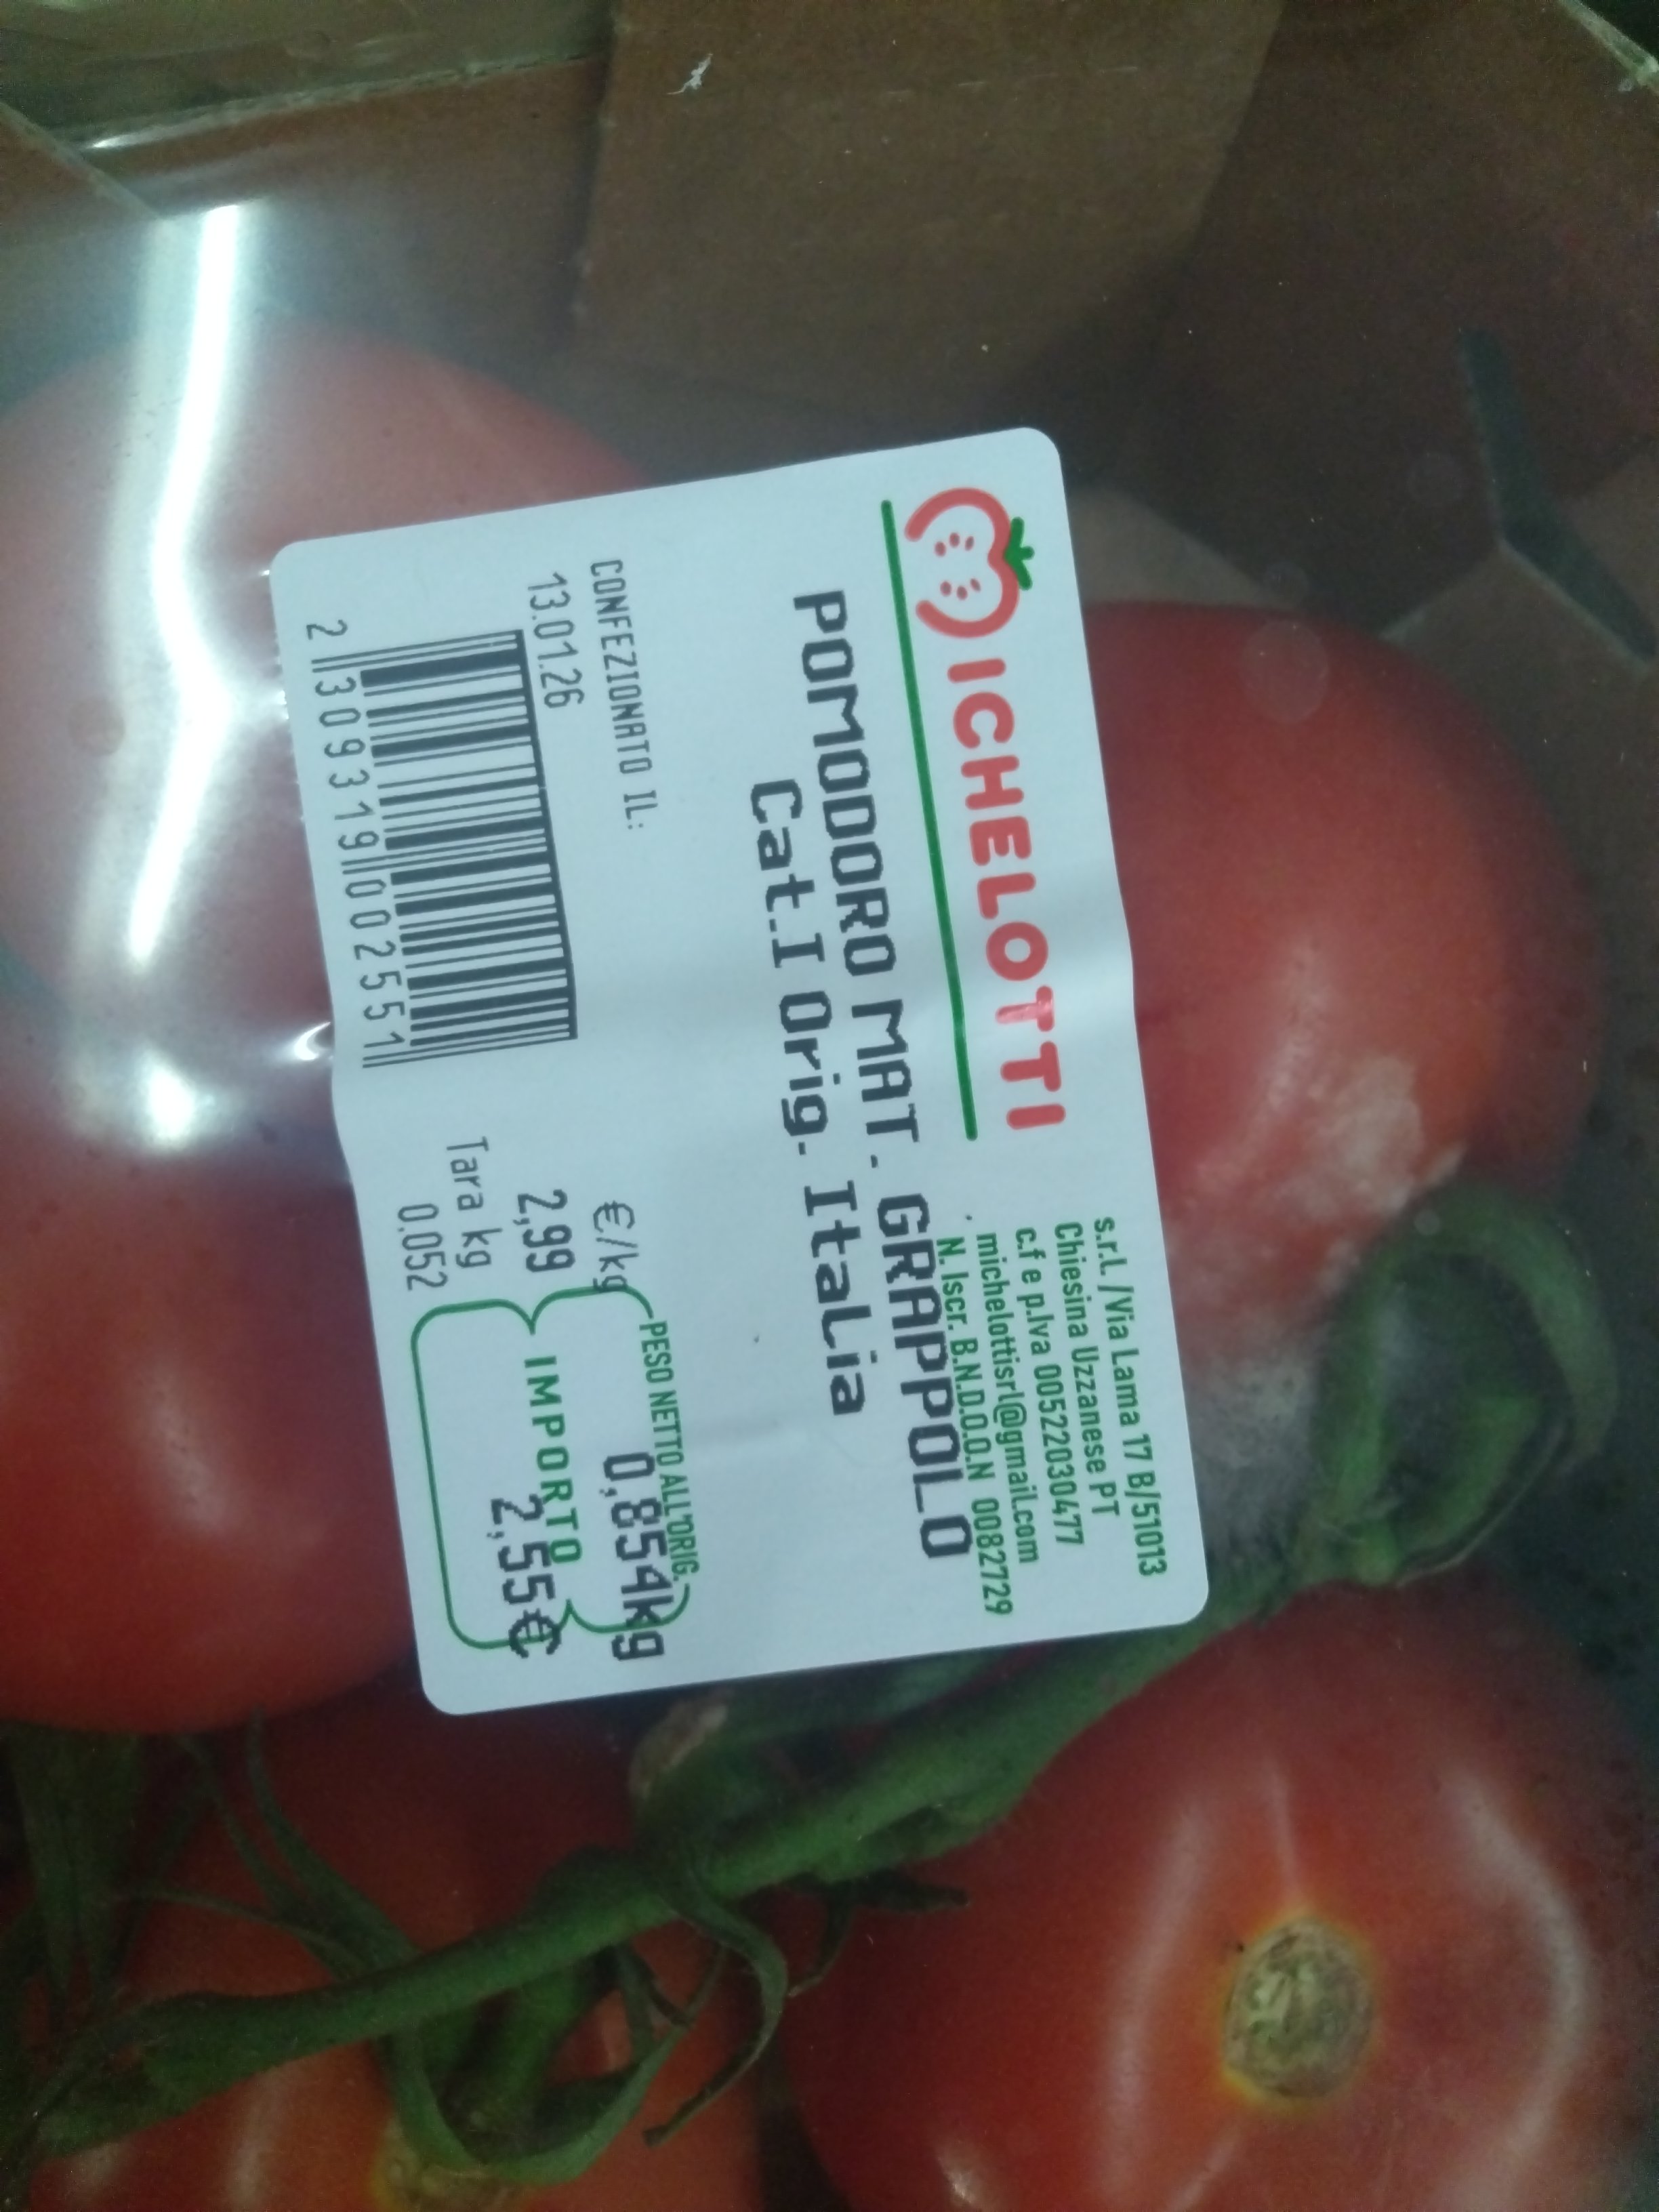 MICHELOTTI
s.r.l. /Via Lama 17 B/51013
Chiesina Uzzanese PT
c.f e p.Iva 00522030477
michelottisrl@gmail.com
N. Iscr. B.N.D.O.O.N 0082729
POMODORO MAT. GRAPPOLO
Cat.I Orig. Italia
CONFEZIONATO IL:
13.01.26
2 309319 002551
PESO NETTO ALL'ORIG.
0,854kg
€/kg
2,99
IMPORTO
2,55€
Tara kg
0.052